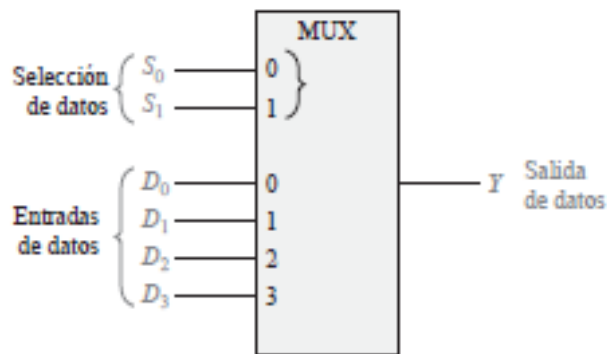 MUX
Selección
de datos
S0
0
S1
1
Entradas
de datos
D0
0
D1
1
D2
2
D3
3
Y
Salida
de datos